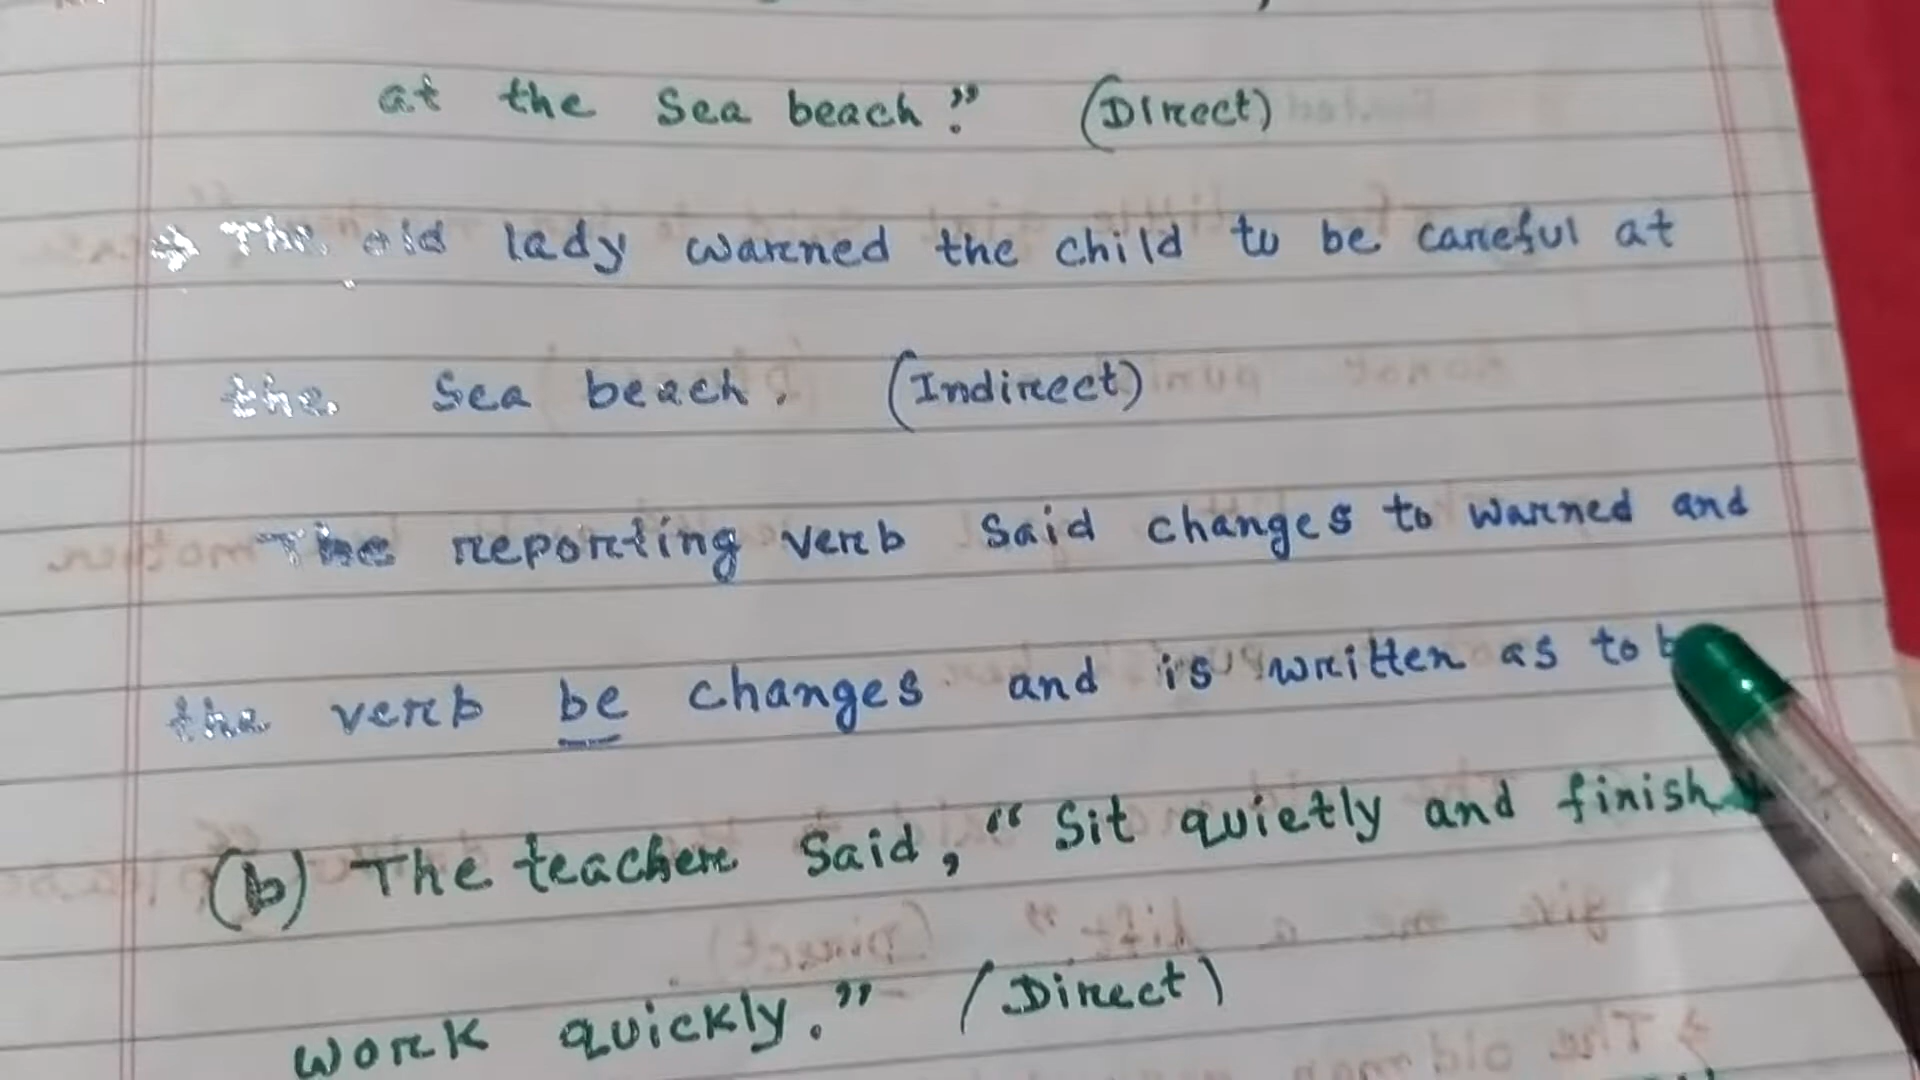 at the Sea beach." (Direct)
→ The old lady warned the child to be careful at
the Sea beach. (Indirect)
The reporting verb Said changes to warned and
the verb be changes and is written as to
(b) The teacher Said, "Sit quietly and finish
work quickly." (Direct)